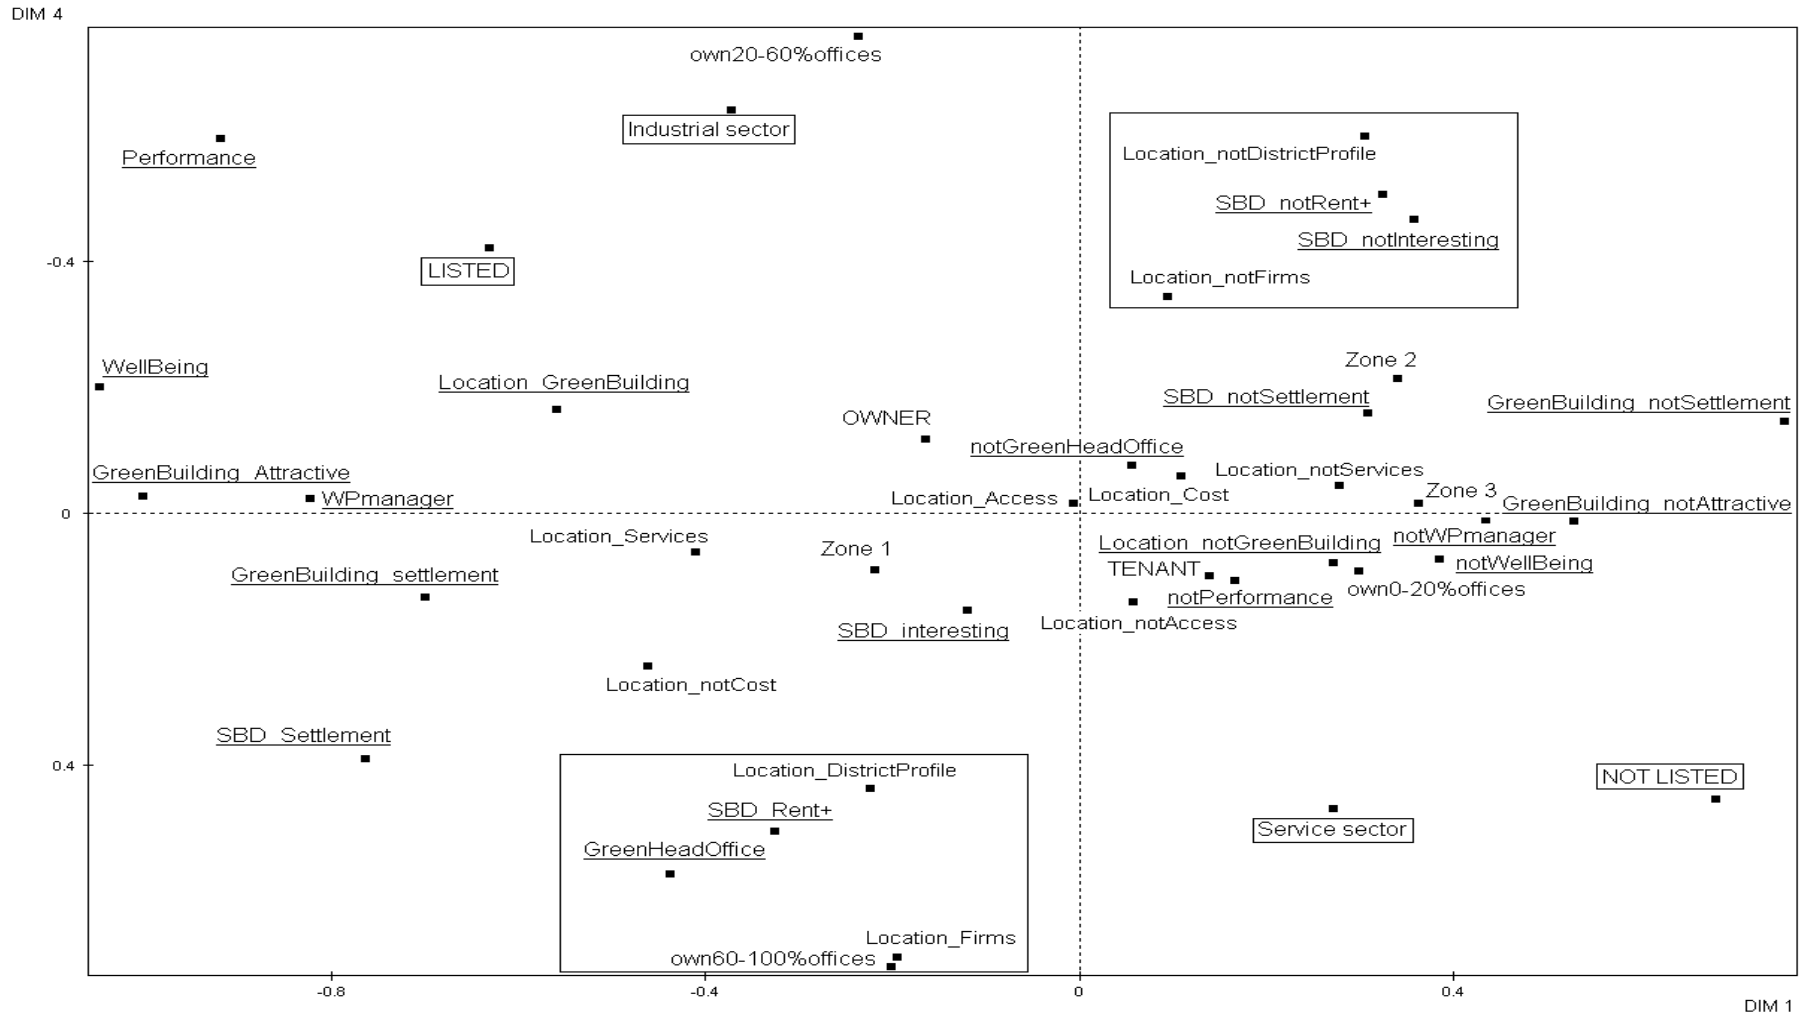 DIM 4
own20-60%offices
Industrial sector
Performance
Location_notDistrictProfile
SBD_notRent+
SBD_notInteresting
LISTED
-0.4
Location_notFirms
WellBeing
Zone 2
Location_GreenBuilding
SBD_notSettlement
GreenBuilding_notSettlement
OWNER
notGreenHeadOffice
GreenBuilding_Attractive
Location_notServices
WPmanager
Location_Access
Location_Cost
Zone 3
GreenBuilding_notAttractive
0
Location_Services
notWPmanager
Zone 1
Location_notGreenBuilding
notWellBeing
GreenBuilding_settlement
TENANT
own0-20%offices
notPerformance
Location_notAccess
SBD_interesting
Location_notCost
SBD_Settlement
0.4
Location_DistrictProfile
NOT LISTED
SBD_Rent+
Service sector
GreenHeadOffice
Location_Firms
own60-100%offices
-0.8
-0.4
0
0.4
DIM 1